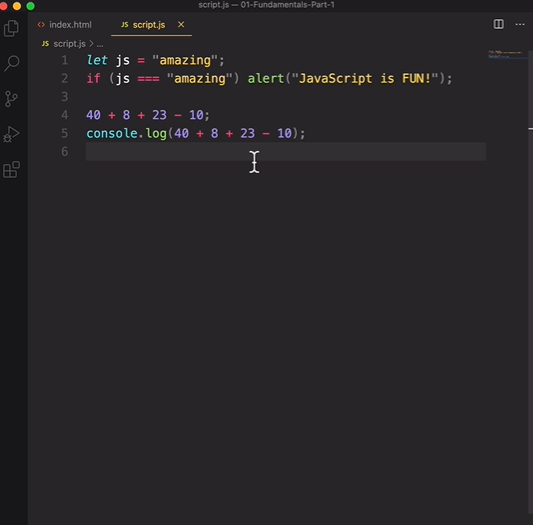 script.js — 01-Fundamentals-Part-1
<> index.html JS script.js ×
JS script.js > ...
1 let js = "amazing";
2 if (js === "amazing") alert("JavaScript is FUN!");
3
4 40 + 8 + 23 - 10;
5 console.log(40 + 8 + 23 - 10);
6